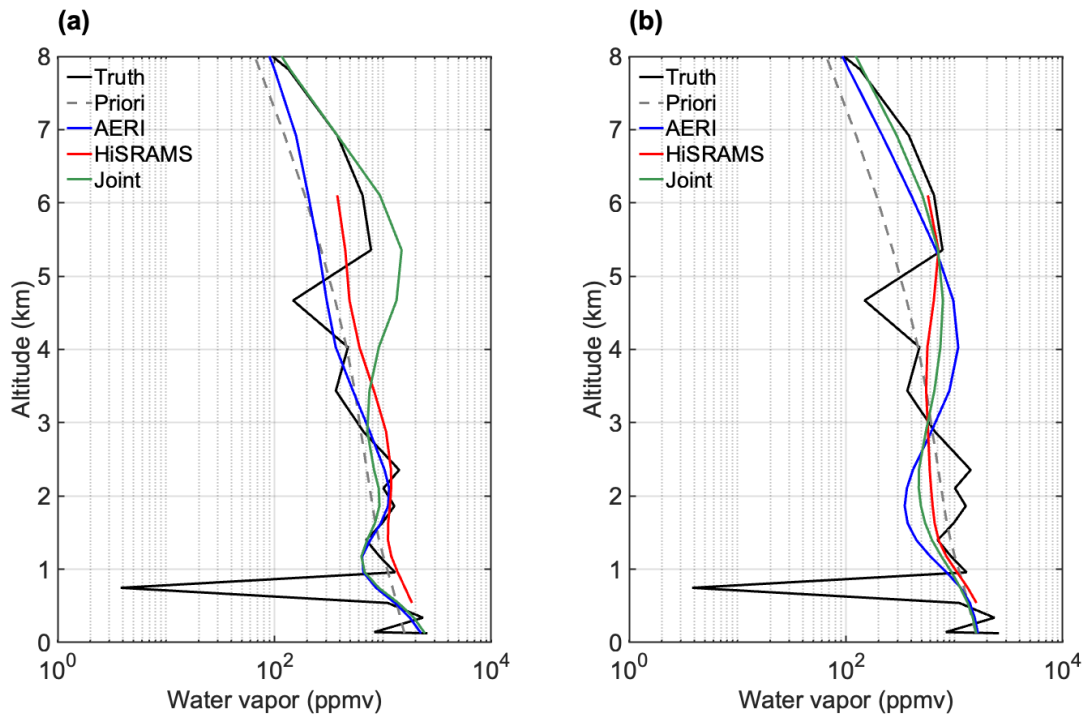 (a)
8
7
6
5
4
3
2
1
0
Altitude (km)
Truth
Priori
AERI
HiSRAMS
Joint
10^0
10^2
10^4
Water vapor (ppmv)
(b)
8
7
6
5
4
3
2
1
0
Altitude (km)
Truth
Priori
AERI
HiSRAMS
Joint
10^0
10^2
10^4
Water vapor (ppmv)